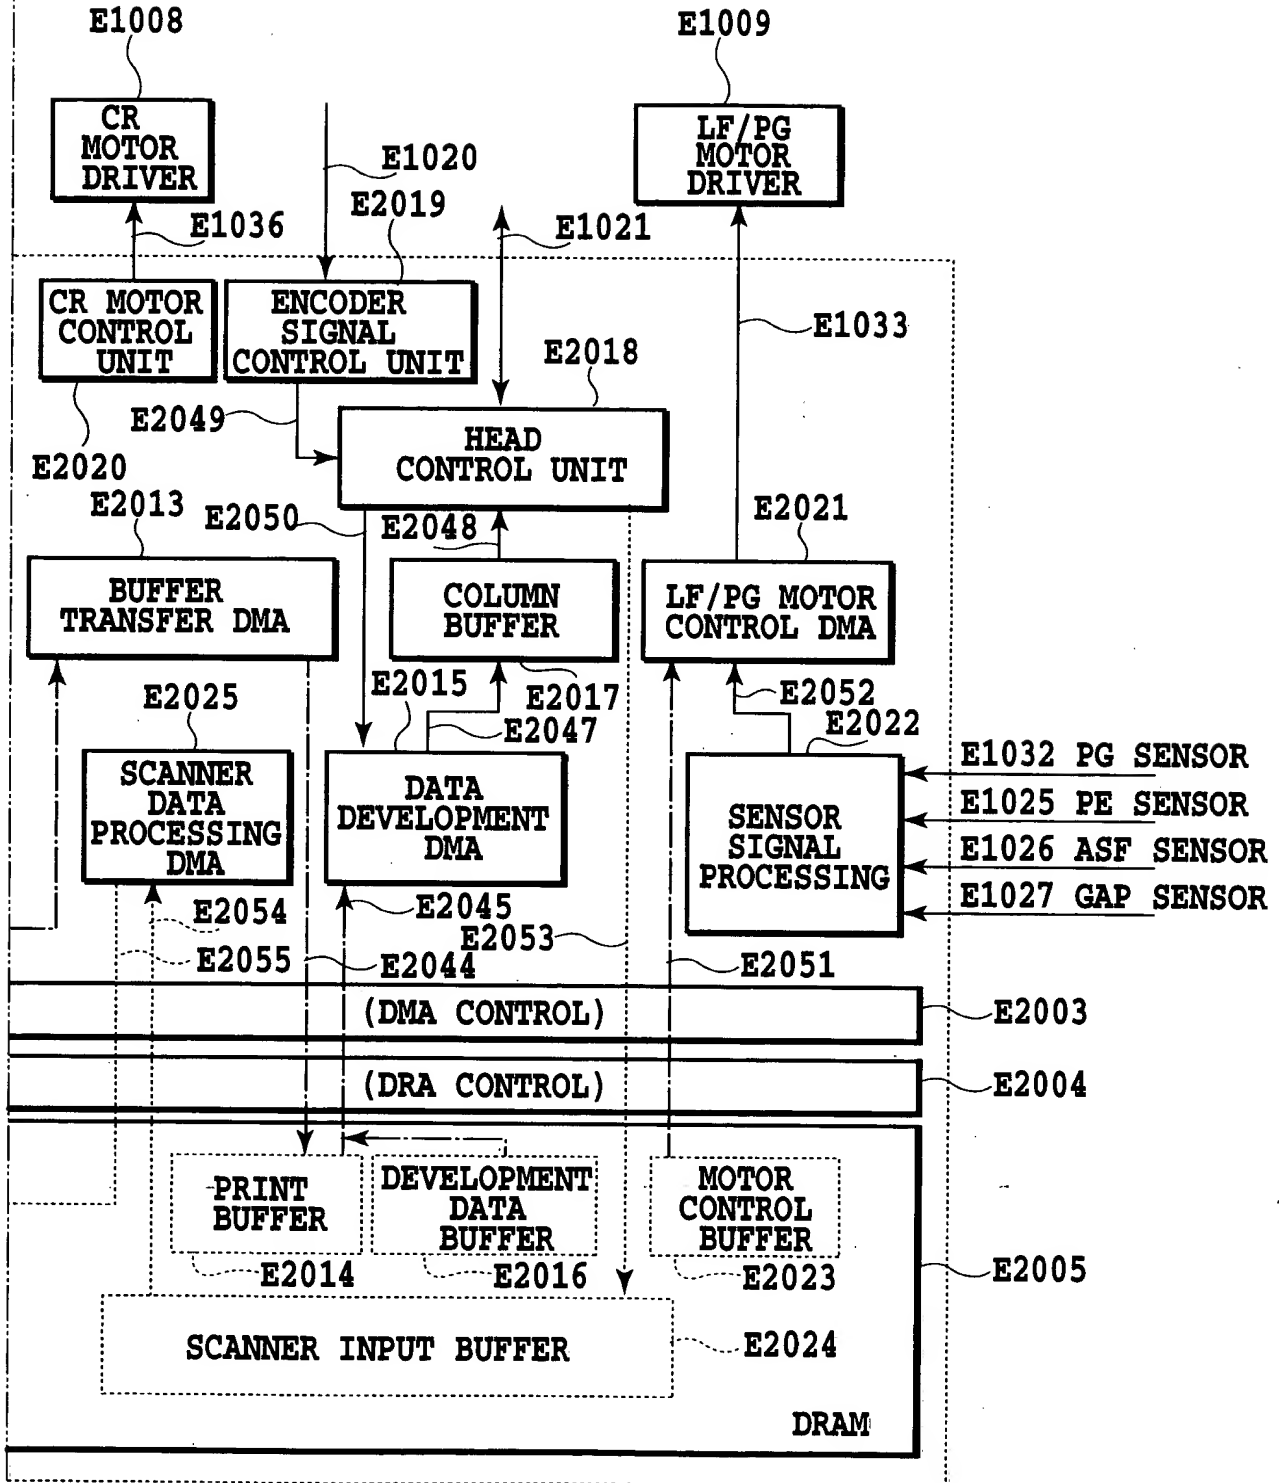 E1008
E1009
CR
MOTOR
DRIVER
LF/PG
MOTOR
DRIVER
E1020
E2019
E1036
E1021
CR MOTOR
CONTROL
UNIT
ENCODER
SIGNAL
CONTROL UNIT
E1033
E2018
E2049
E2020
HEAD
CONTROL UNIT
E2013
E2050
E2048
E2021
BUFFER
TRANSFER DMA
COLUMN
BUFFER
LF/PG MOTOR
CONTROL DMA
E2025
E2015
E2017
E2047
E2052
E2022
SCANNER
DATA
PROCESSING
DMA
DATA
DEVELOPMENT
DMA
SENSOR
SIGNAL
PROCESSING
E1032 PG SENSOR
E1025 PE SENSOR
E1026 ASF SENSOR
E1027 GAP SENSOR
E2054
E2045
E2053
E2055
E2044
E2051
(DMA CONTROL)
E2003
(DRA CONTROL)
E2004
PRINT
BUFFER
DEVELOPMENT
DATA
BUFFER
MOTOR
CONTROL
BUFFER
E2014
E2016
E2023
E2005
SCANNER INPUT BUFFER
E2024
DRAM